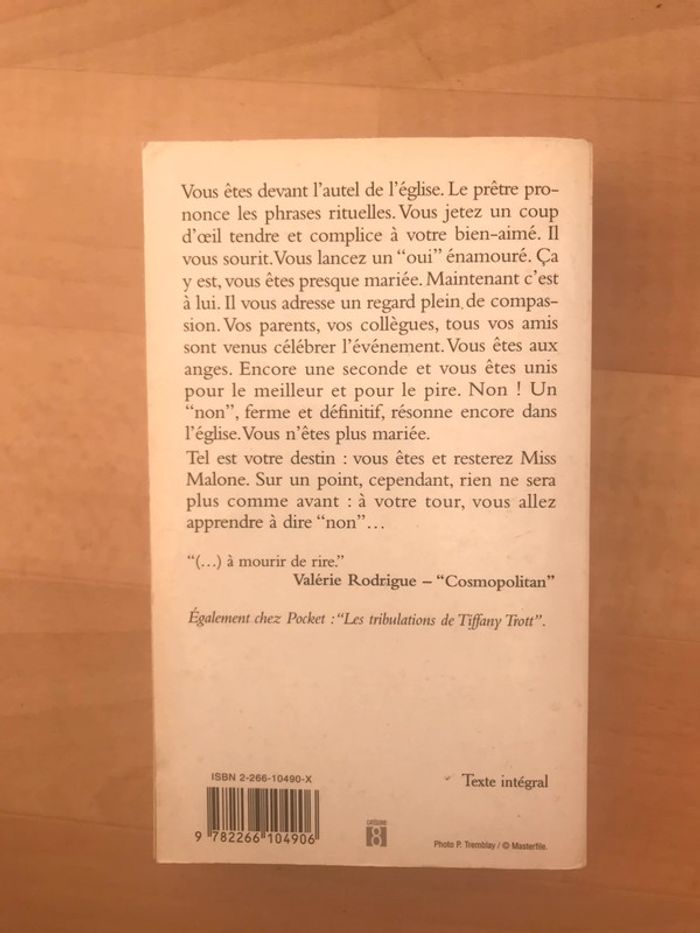 Vous êtes devant l'autel de l'église. Le prêtre pro-
nonce les phrases rituelles. Vous jetez un coup
d'œil tendre et complice à votre bien-aimé. Il
vous sourit. Vous lancez un “oui” énamouré. Ça
y est, vous êtes presque mariée. Maintenant c'est
à lui. Il vous adresse un regard plein de compas-
sion. Vos parents, vos collègues, tous vos amis
sont venus célébrer l'événement. Vous êtes aux
anges. Encore une seconde et vous êtes unis
pour le meilleur et pour le pire. Non ! Un
“non”, ferme et définitif, résonne encore dans
l'église. Vous n'êtes plus mariée.
Tel est votre destin : vous êtes et resterez Miss
Malone. Sur un point, cependant, rien ne sera
plus comme avant : à votre tour, vous allez
apprendre à dire “non”…
“(…) à mourir de rire.”
Valérie Rodrigue – “Cosmopolitan”
Également chez Pocket : “Les tribulations de Tiffany Trott”.
ISBN 2-266-10490-X
Texte intégral
9 782266 104906
CATÉGORIE
8
Photo P. Tremblay / © Masterfile.